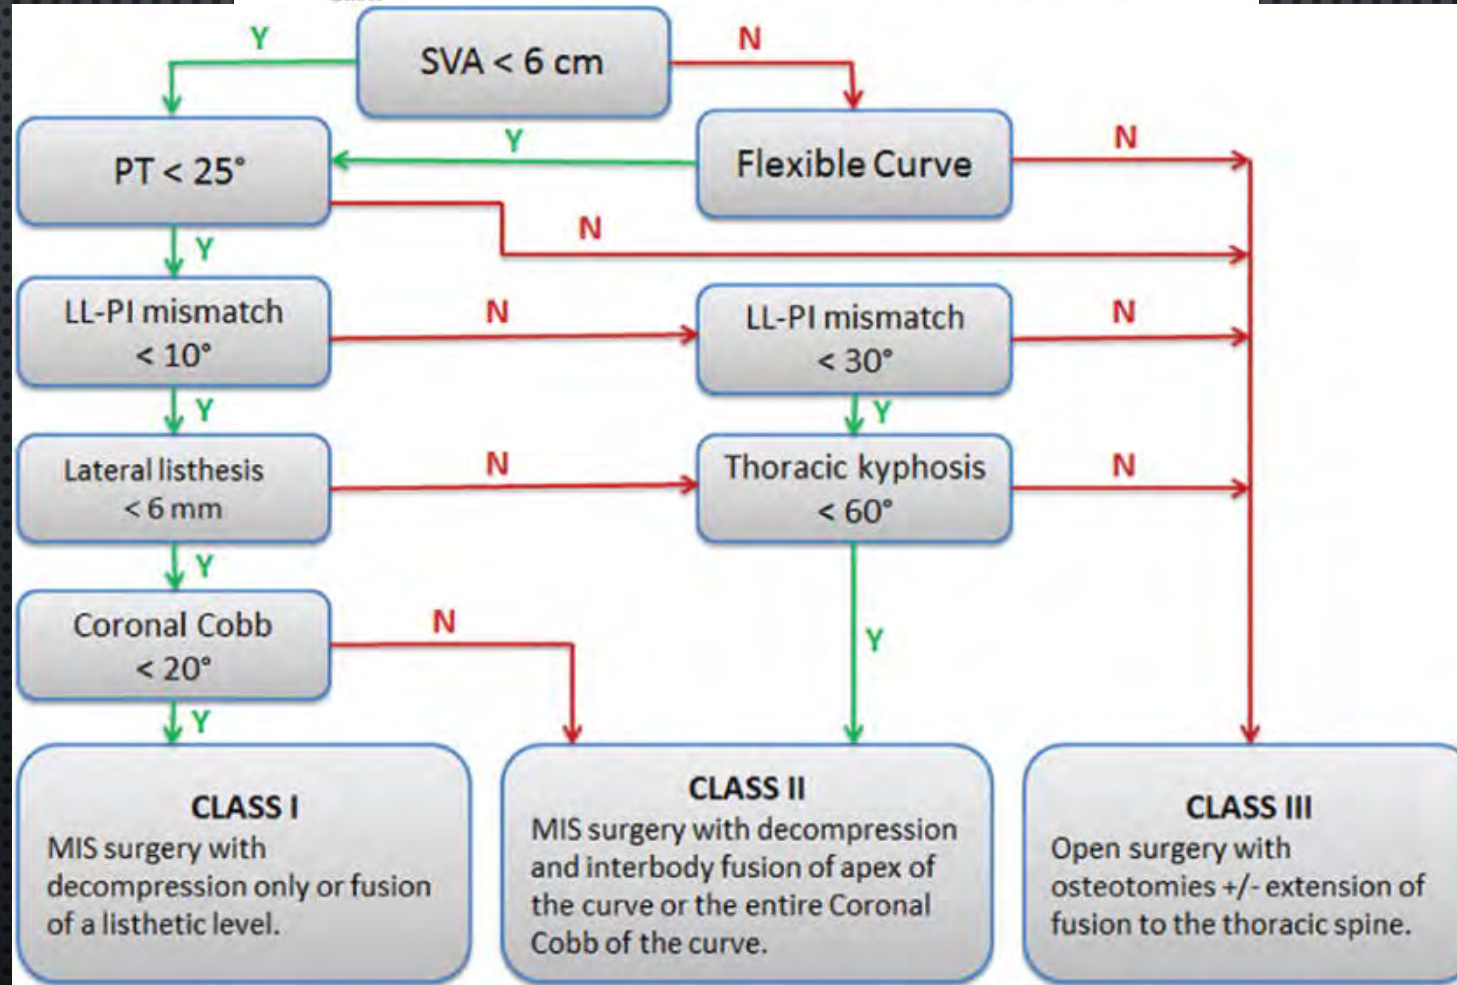 SVA < 6 cm
Y
N
PT < 25°
Y
Flexible Curve
N
N
Y
LL-PI mismatch
< 10°
N
LL-PI mismatch
< 30°
N
Y
Y
Lateral listhesis
< 6 mm
N
Thoracic kyphosis
< 60°
N
Y
Coronal Cobb
< 20°
N
Y
Y
CLASS I
MIS surgery with
decompression only or fusion
of a listhetic level.
CLASS II
MIS surgery with decompression
and interbody fusion of apex of
the curve or the entire Coronal
Cobb of the curve.
CLASS III
Open surgery with
osteotomies +/- extension of
fusion to the thoracic spine.